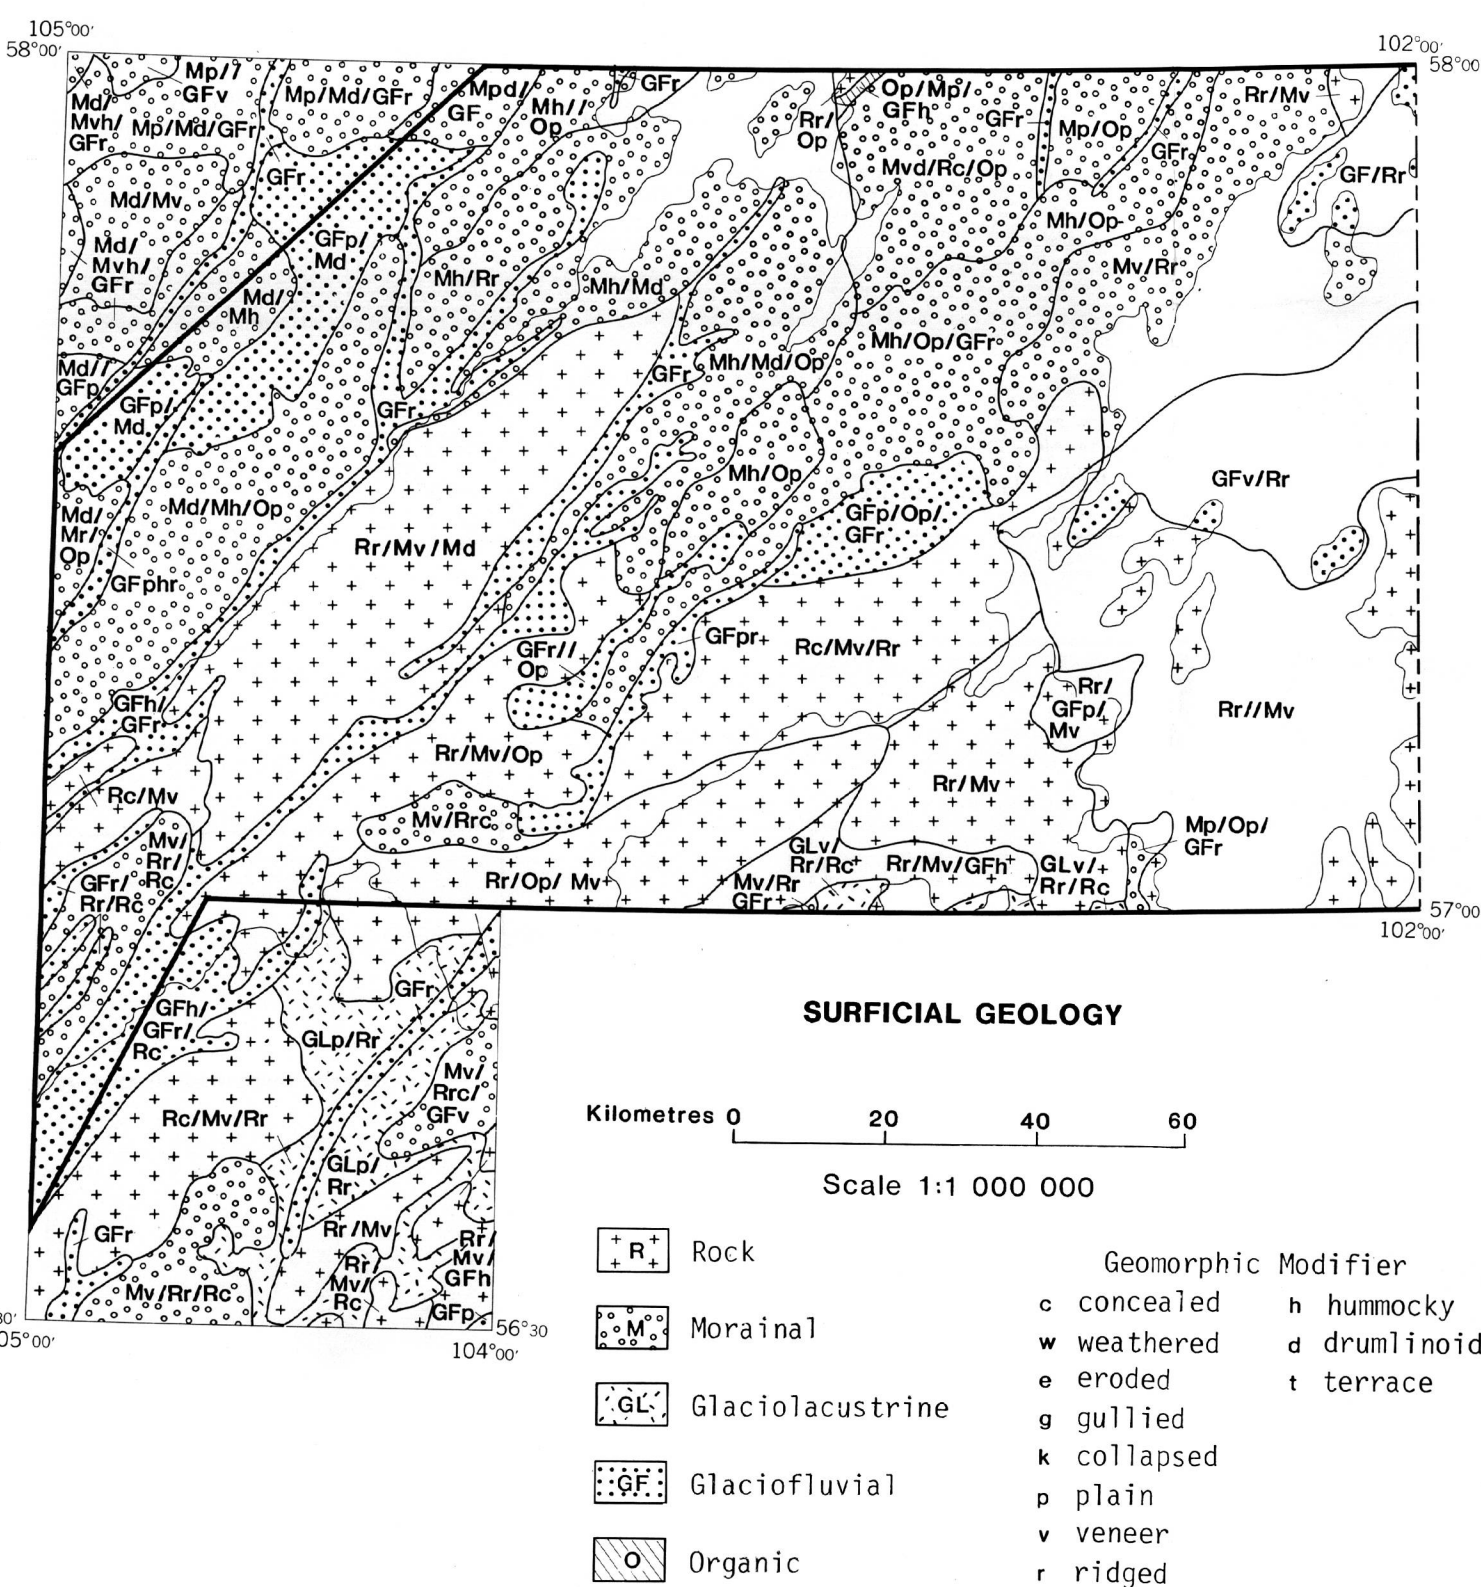 105°00'
58°00'
102°00'
58°00
Mp//
GFv
Md/
Mvh/
GFr
Mp/Md/GFr
Mp/Md/GFr
Mpd/
GF
Mh//
Op
GFr
Rr/
Op
Op/Mp/
GFh
GFr
Mp/Op
GFr
Rr/Mv
GF/Rr
GFr
Md/Mv
Mvd/Rc/Op
Mh/Op
Md/
Mvh/
GFr
GFp/
Md
Md/
Mh
Mh/Rr
Mh/Md
Mv/Rr
Mh/Op/GFr
Mh/Md/Op
GFr
Md//
GFp
GFp/
Md
GFr
Mh/Op
GFv/Rr
Md/
Mr/
Op
Md/Mh/Op
GFp/Op/
GFr
Rr/Mv/Md
GFphr
GFpr
Rc/Mv/Rr
GFr//
Op
GFh/
GFr
Rr/
GFp/
Mv
Rr//Mv
Rr/Mv/Op
Rr/Mv
Rc/Mv
Mv/Rrc
Mv/
Rr/
Rc
Mp/Op/
GFr
GLv/
Rr/Rc
Rr/Mv/GFh
GLv/
Rr/Rc
GFr/
Rr/Rc
Rr/Op/ Mv
Mv/Rr
GFr
57°00
102°00'
GFh/
GFr/
Rc
GFr
GLp/Rr
Mv/
Rrc/
GFv
Rc/Mv/Rr
GLp/
Rr
GFr
Rr/Mv
Rr/
Mv/
GFh
Rr/
Mv/
Rc
Mv/Rr/Rc
GFp
30'
05°00'
56°30
104°00'
SURFICIAL GEOLOGY
Kilometres 0 20 40 60
Scale 1:1 000 000
R Rock
M Morainal
GL Glaciolacustrine
GF Glaciofluvial
O Organic
Geomorphic Modifier
c concealed
w weathered
e eroded
g gullied
k collapsed
p plain
v veneer
r ridged
h hummocky
d drumlinoid
t terrace